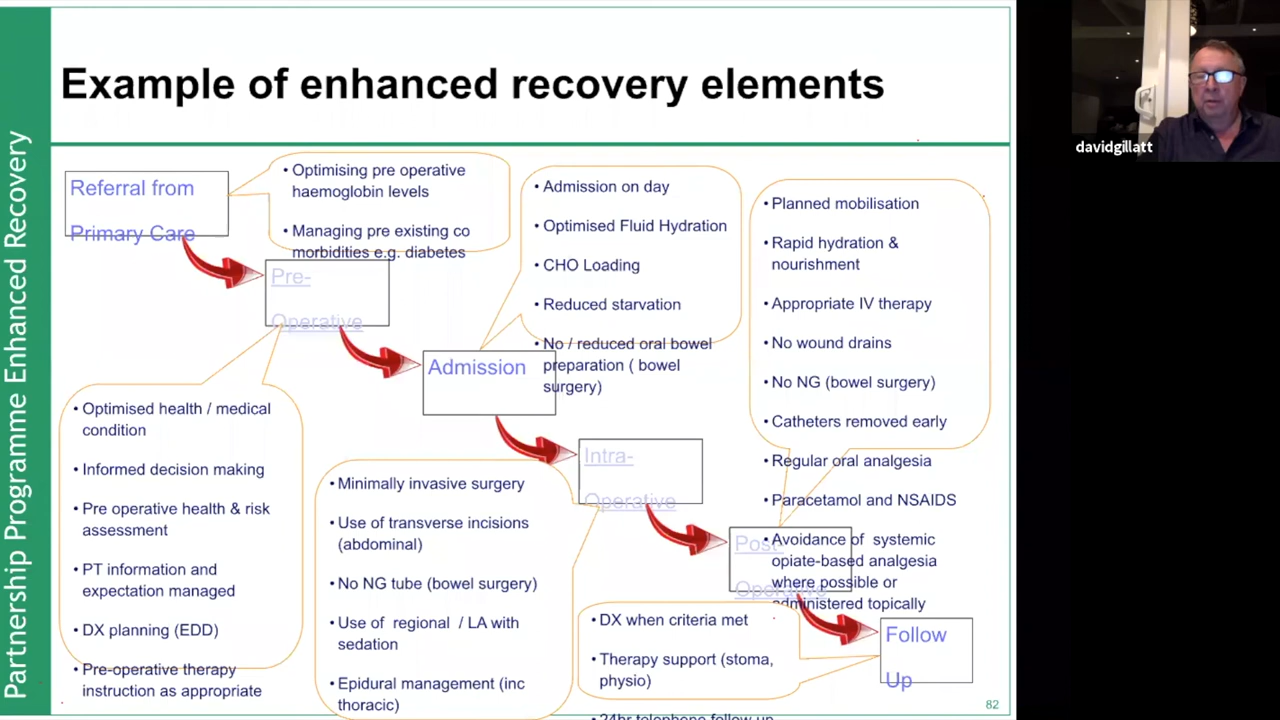 Partnership Programme Enhanced Recovery
Example of enhanced recovery elements
davidgillatt
Referral from
Primary Care
• Optimising pre operative
haemoglobin levels
• Managing pre existing co
morbidities e.g. diabetes
Pre-
Operative
• Optimised health / medical
condition
• Informed decision making
• Pre operative health & risk
assessment
• PT information and
expectation managed
• DX planning (EDD)
• Pre-operative therapy
instruction as appropriate
• Admission on day
• Optimised Fluid Hydration
• CHO Loading
• Reduced starvation
• No / reduced oral bowel
preparation ( bowel
surgery)
Admission
• Minimally invasive surgery
• Use of transverse incisions
(abdominal)
• No NG tube (bowel surgery)
• Use of regional / LA with
sedation
• Epidural management (inc
thoracic)
Intra-
Operative
• Planned mobilisation
• Rapid hydration &
nourishment
• Appropriate IV therapy
• No wound drains
• No NG (bowel surgery)
• Catheters removed early
• Regular oral analgesia
• Paracetamol and NSAIDS
• Avoidance of systemic
opiate-based analgesia
where possible or
administered topically
Post-
Operative
• DX when criteria met
• Therapy support (stoma,
physio)
• 24hr telephone follow up
Follow
Up
82